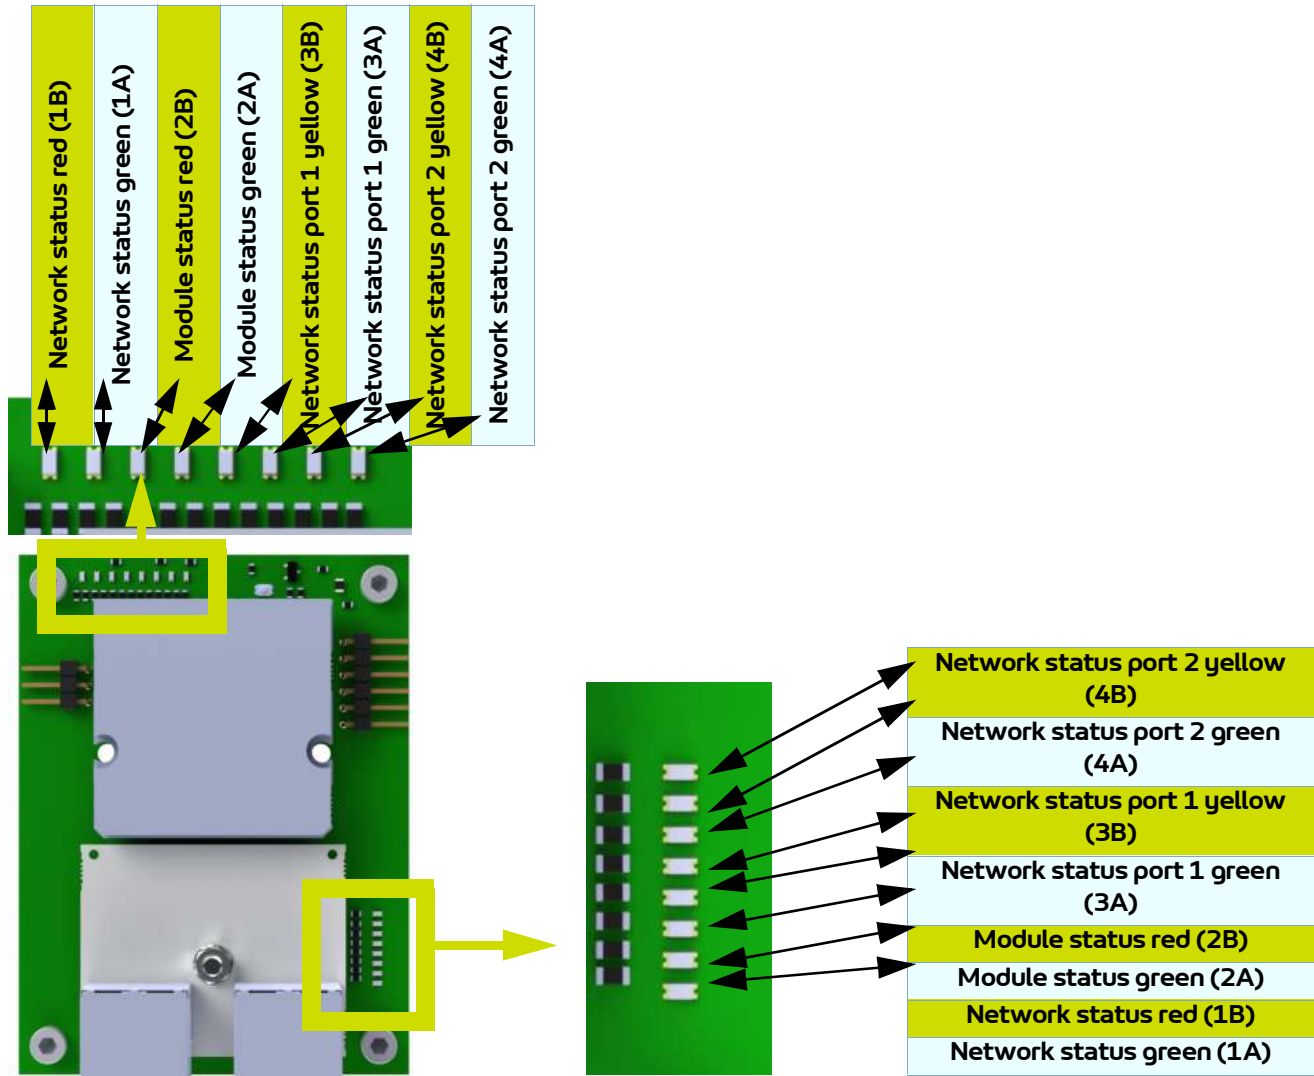 Network status red (1B)
Network status green (1A)
Module status red (2B)
Module status green (2A)
Network status port 1 yellow (3B)
Network status port 1 green (3A)
Network status port 2 yellow (4B)
Network status port 2 green (4A)
Network status port 2 yellow
(4B)
Network status port 2 green
(4A)
Network status port 1 yellow
(3B)
Network status port 1 green
(3A)
Module status red (2B)
Module status green (2A)
Network status red (1B)
Network status green (1A)